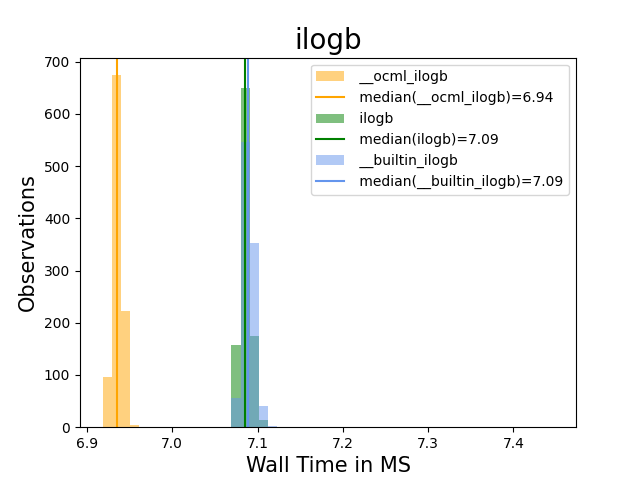 ilogb
700
600
500
400
300
200
100
0
Observations
6.9 7.0 7.1 7.2 7.3 7.4
Wall Time in MS
__ocml_ilogb
median(__ocml_ilogb)=6.94
ilogb
median(ilogb)=7.09
__builtin_ilogb
median(__builtin_ilogb)=7.09